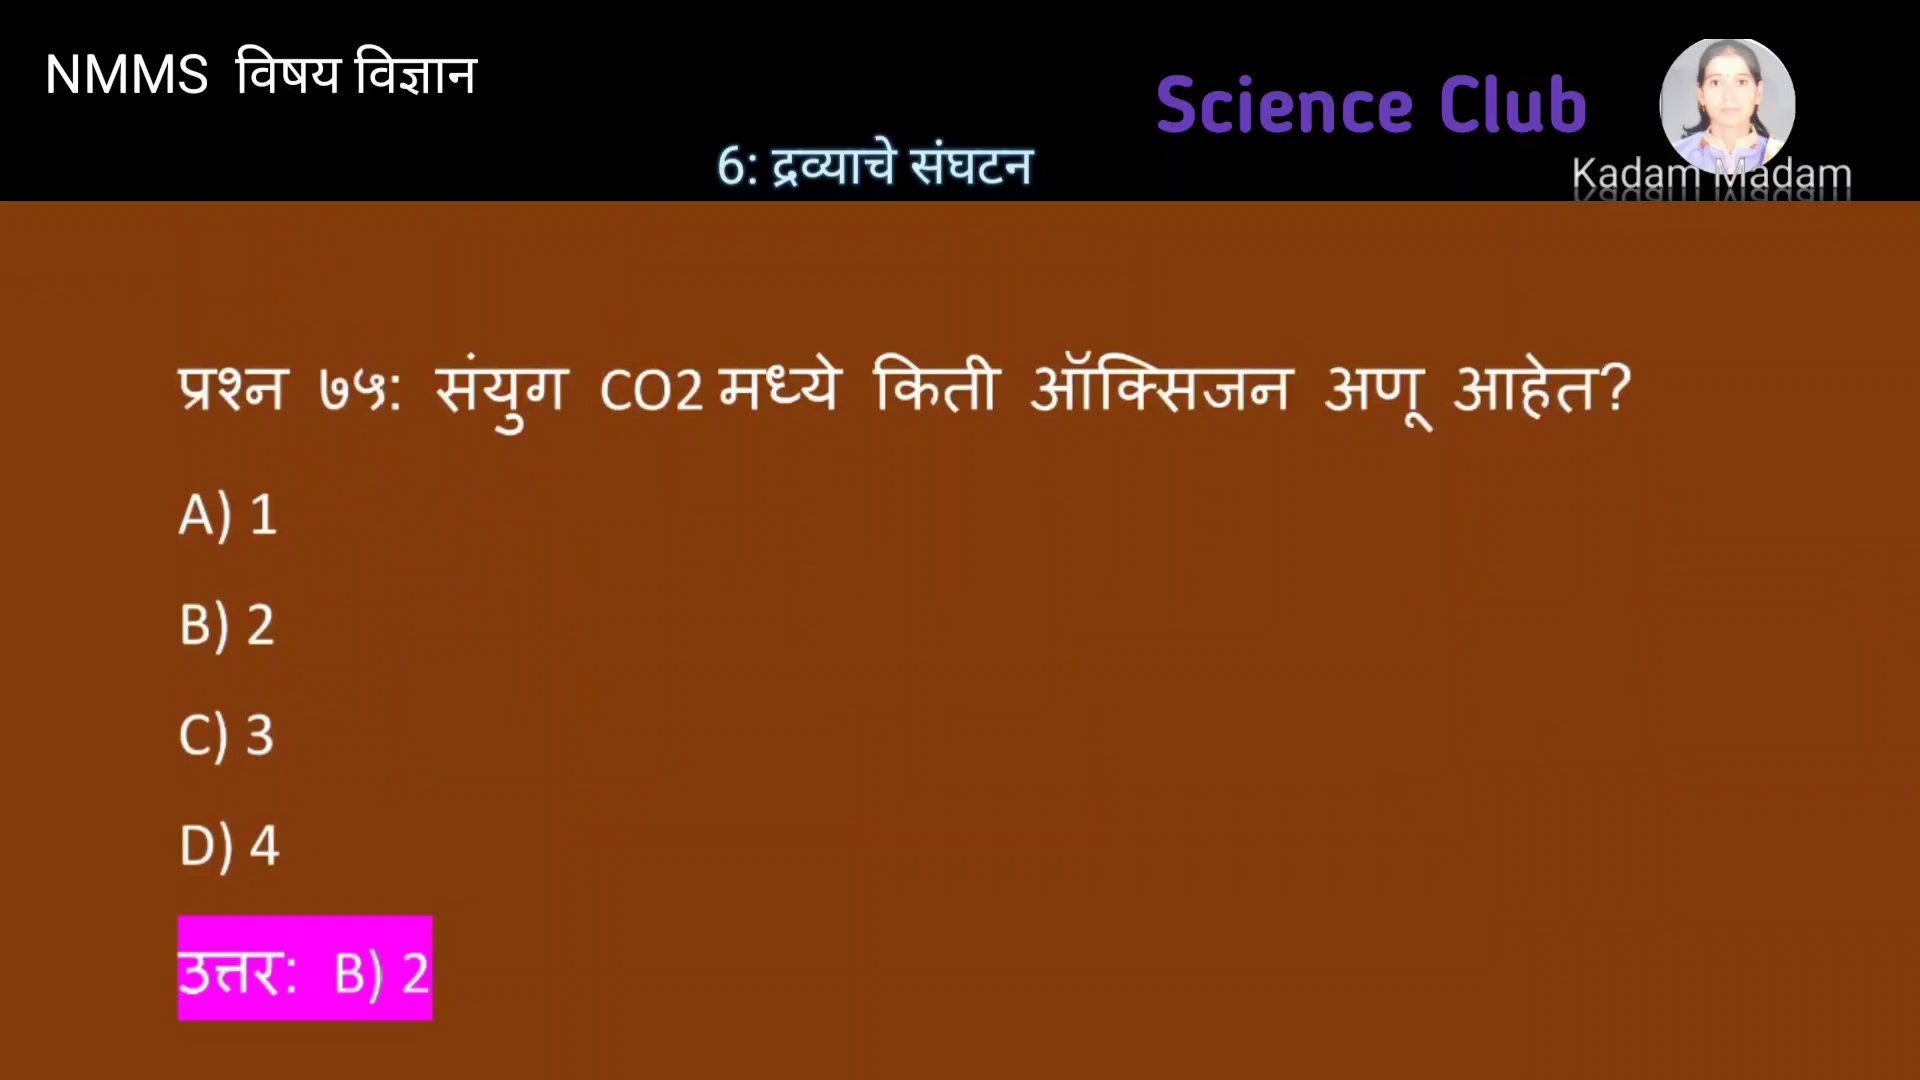 NMMS विषय विज्ञान
Science Club
6: द्रव्याचे संघटन
Kadam Madam
प्रश्न ७५: संयुग CO2 मध्ये किती ऑक्सिजन अणू आहेत?
A) 1
B) 2
C) 3
D) 4
उत्तर: B) 2